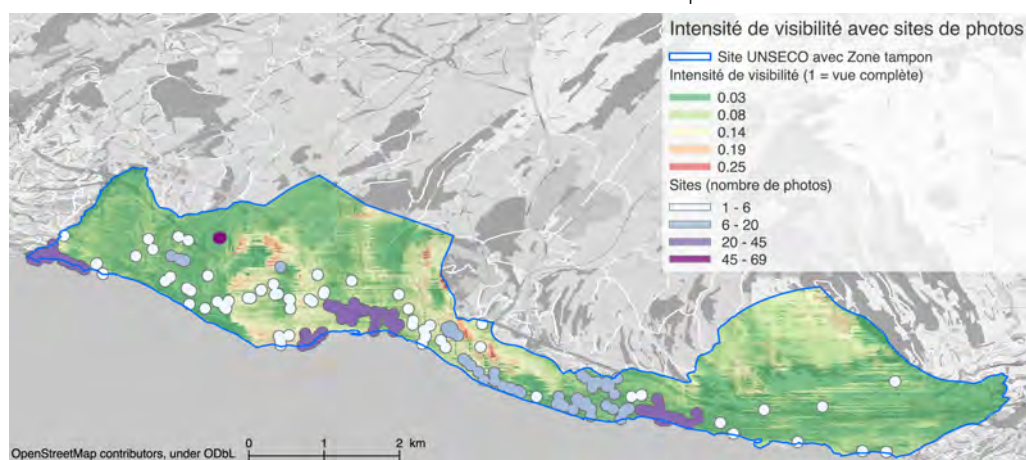 Intensité de visibilité avec sites de photos
Site UNSECO avec Zone tampon
Intensité de visibilité (1 = vue complète)
0.03
0.08
0.14
0.19
0.25
Sites (nombre de photos)
1 - 6
6 - 20
20 - 45
45 - 69
OpenStreetMap contributors, under ODbL
0 1 2 km